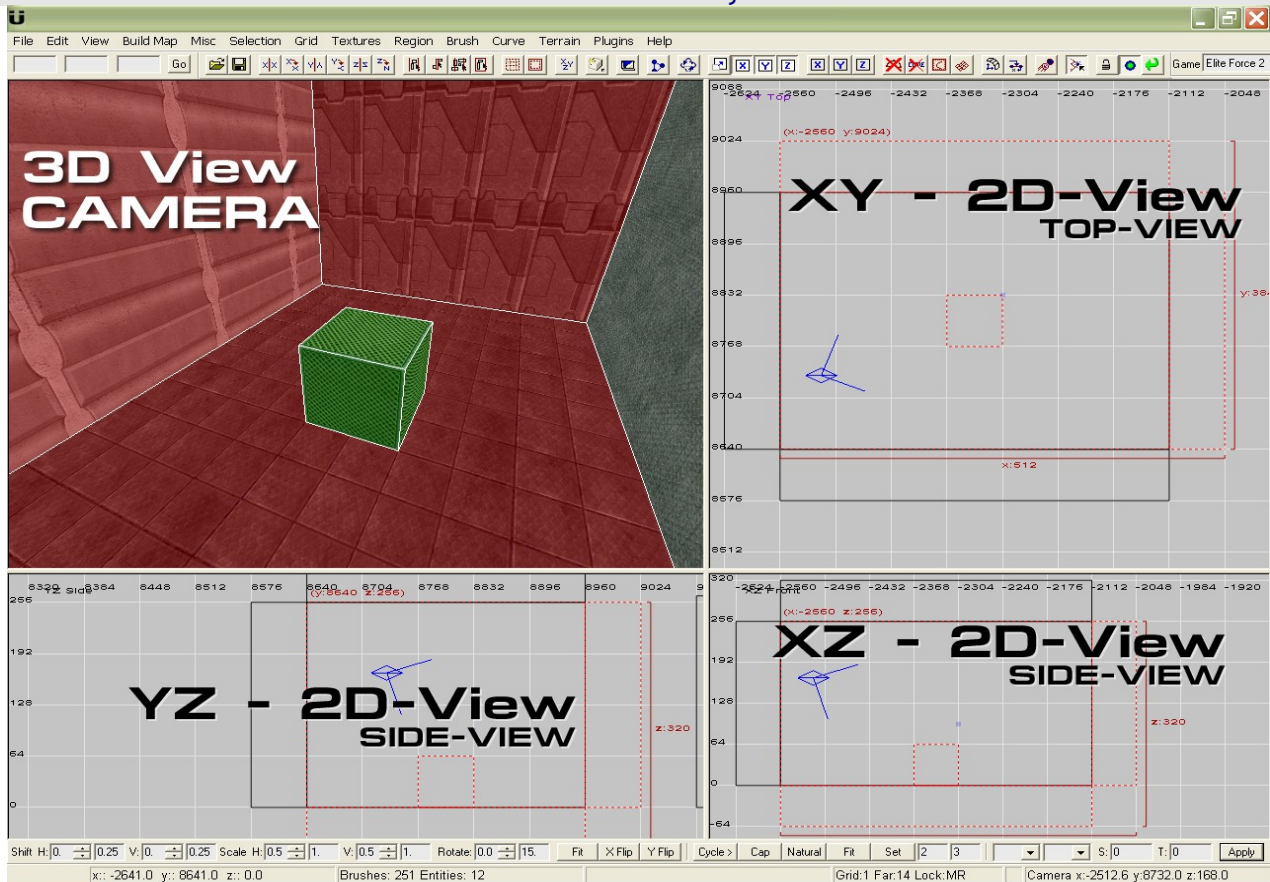 ü
File Edit View Build Map Misc Selection Grid Textures Region Brush Curve Terrain Plugins Help
Go Game Elite Force 2
3D View
CAMERA
9088 -2624 -2496 -2432 -2368 -2304 -2240 -2176 -2112 -2048
XY Top
9024
(x:-2560 y:9024)
8960
XY - 2D-View
TOP-VIEW
8896
8832
y:384
8768
8704
8640
x:512
8576
8512
8320 8384 8448 8512 8576 8640 8704 8768 8832 8896 8960 9024 9
YZ Side
(y:8640 z:256)
256
192
128
YZ - 2D-View
SIDE-VIEW
z:320
64
0
320 -2624 -2560 -2496 -2432 -2368 -2304 -2240 -2176 -2112 -2048 -1984 -1920
XZ Front
(x:-2560 z:256)
256
XZ - 2D-View
SIDE-VIEW
192
128
z:320
64
0
-64
Shift H: 0. 0.25 V: 0. 0.25 Scale H: 0.5 1. V: 0.5 1. Rotate: 0.0 15. Fit X Flip Y Flip Cycle > Cap Natural Fit Set 2 3 S: 0 T: 0 Apply
x:: -2641.0 y:: 8641.0 z:: 0.0 Brushes: 251 Entities: 12 Grid:1 Far:14 Lock:MR Camera x:-2512.6 y:8732.0 z:168.0